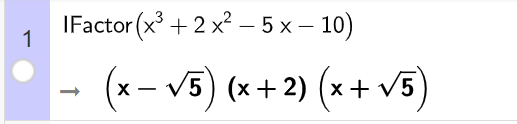 IFactor(x³ + 2 x² − 5 x − 10)
1
→ (x − √5) (x + 2) (x + √5)